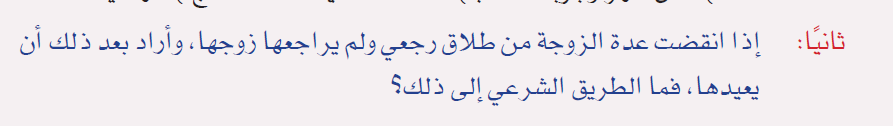 ثانيًا: إذا انقضت عدة الزوجة من طلاق رجعي ولم يراجعها زوجها، وأراد بعد ذلك أن
يعيدها، فما الطريق الشرعي إلى ذلك؟